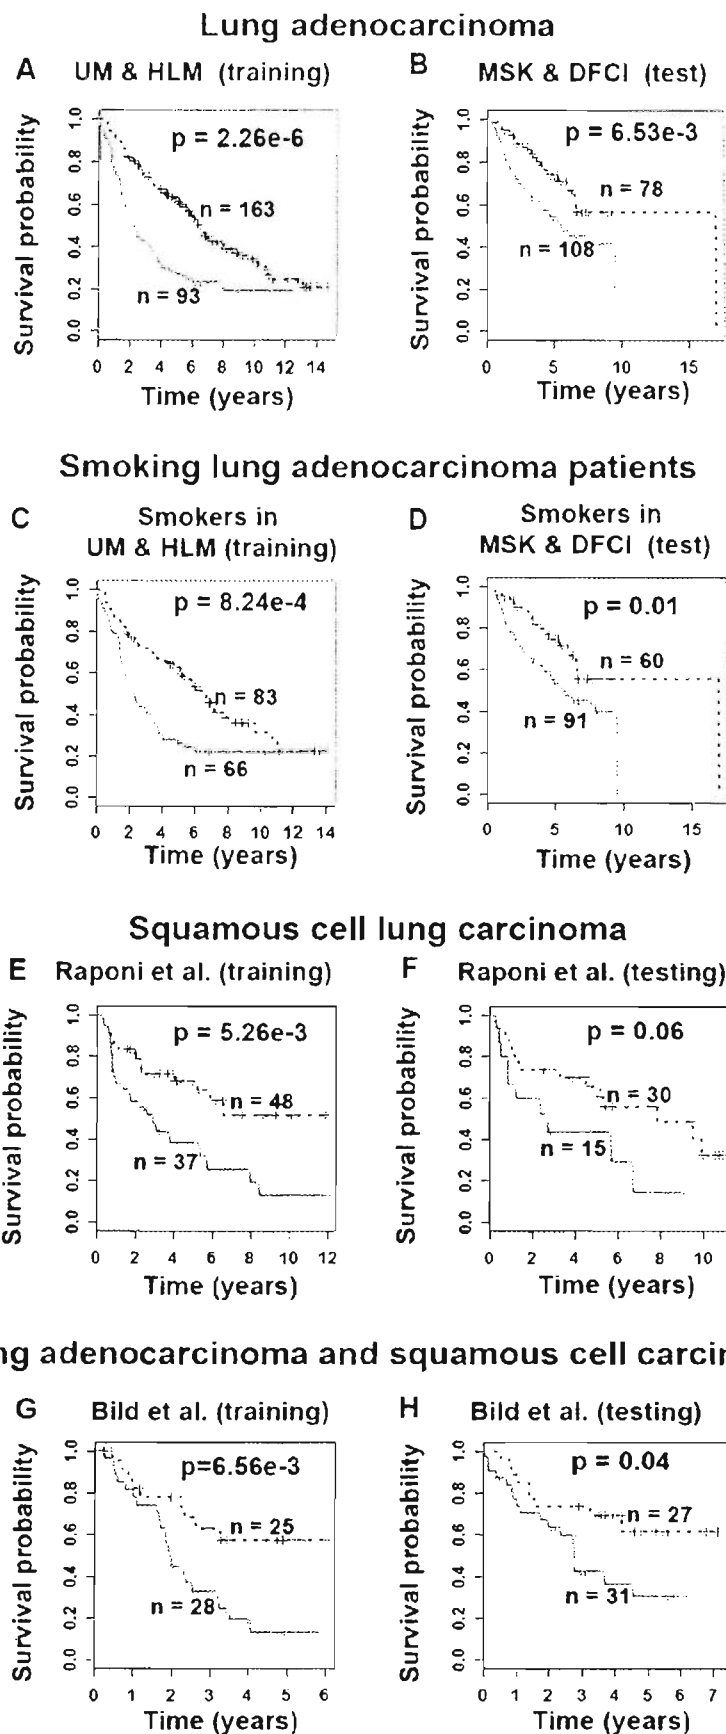 Lung adenocarcinoma
A UM & HLM (training)
Survival probability
0.0 0.2 0.4 0.6 0.8 1.0
p = 2.26e-6
n = 163
n = 93
0 2 4 6 8 10 12 14
Time (years)
B MSK & DFCI (test)
Survival probability
0.0 0.2 0.4 0.6 0.8 1.0
p = 6.53e-3
n = 78
n = 108
0 5 10 15
Time (years)
Smoking lung adenocarcinoma patients
C Smokers in
UM & HLM (training)
Survival probability
0.0 0.2 0.4 0.6 0.8 1.0
p = 8.24e-4
n = 83
n = 66
0 2 4 6 8 10 12 14
Time (years)
D Smokers in
MSK & DFCI (test)
Survival probability
0.0 0.2 0.4 0.6 0.8 1.0
p = 0.01
n = 60
n = 91
0 5 10 15
Time (years)
Squamous cell lung carcinoma
E Raponi et al. (training)
Survival probability
0.0 0.2 0.4 0.6 0.8 1.0
p = 5.26e-3
n = 48
n = 37
0 2 4 6 8 10 12
Time (years)
F Raponi et al. (testing)
Survival probability
0.0 0.2 0.4 0.6 0.8 1.0
p = 0.06
n = 30
n = 15
0 2 4 6 8 10
Time (years)
ng adenocarcinoma and squamous cell carcin
G Bild et al. (training)
Survival probability
0.0 0.2 0.4 0.6 0.8 1.0
p=6.56e-3
n = 25
n = 28
0 1 2 3 4 5 6
Time (years)
H Bild et al. (testing)
Survival probability
0.0 0.2 0.4 0.6 0.8 1.0
p = 0.04
n = 27
n = 31
0 1 2 3 4 5 6 7
Time (years)